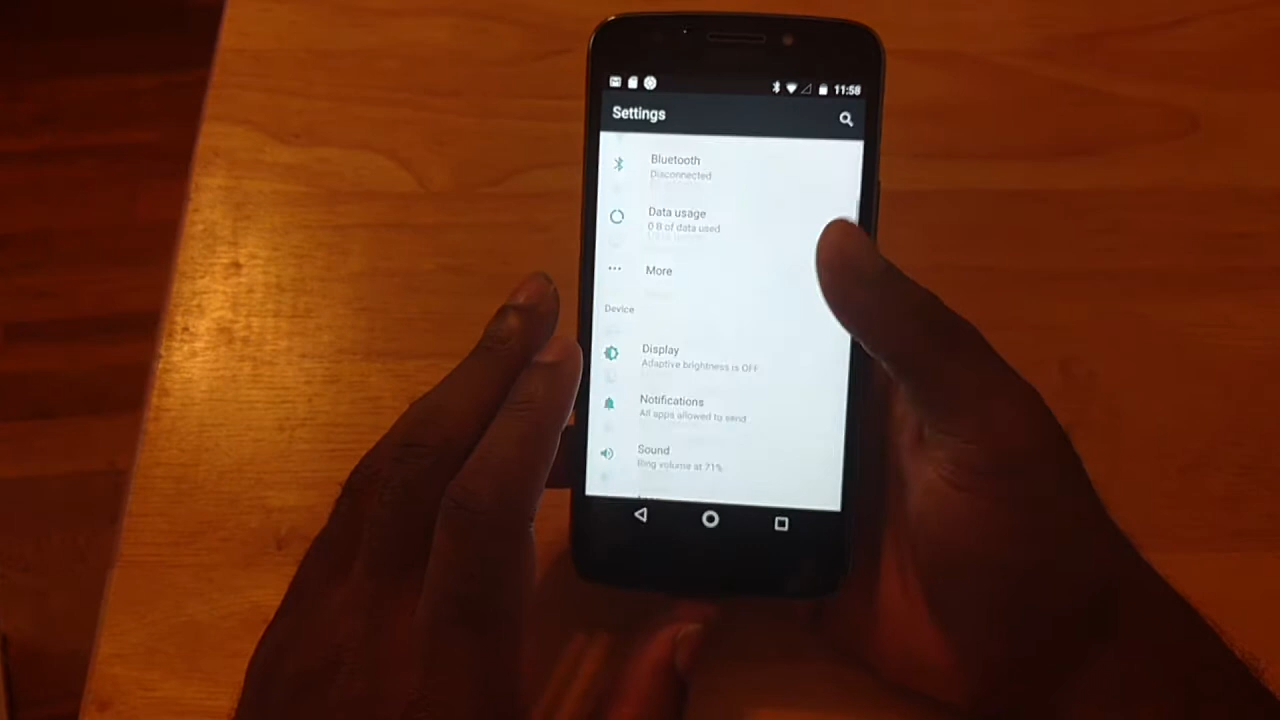 11:58
Settings
Bluetooth
Disconnected
Data usage
0 B of data used
More
Device
Display
Adaptive brightness is OFF
Notifications
All apps allowed to send
Sound
Ring volume at 71%